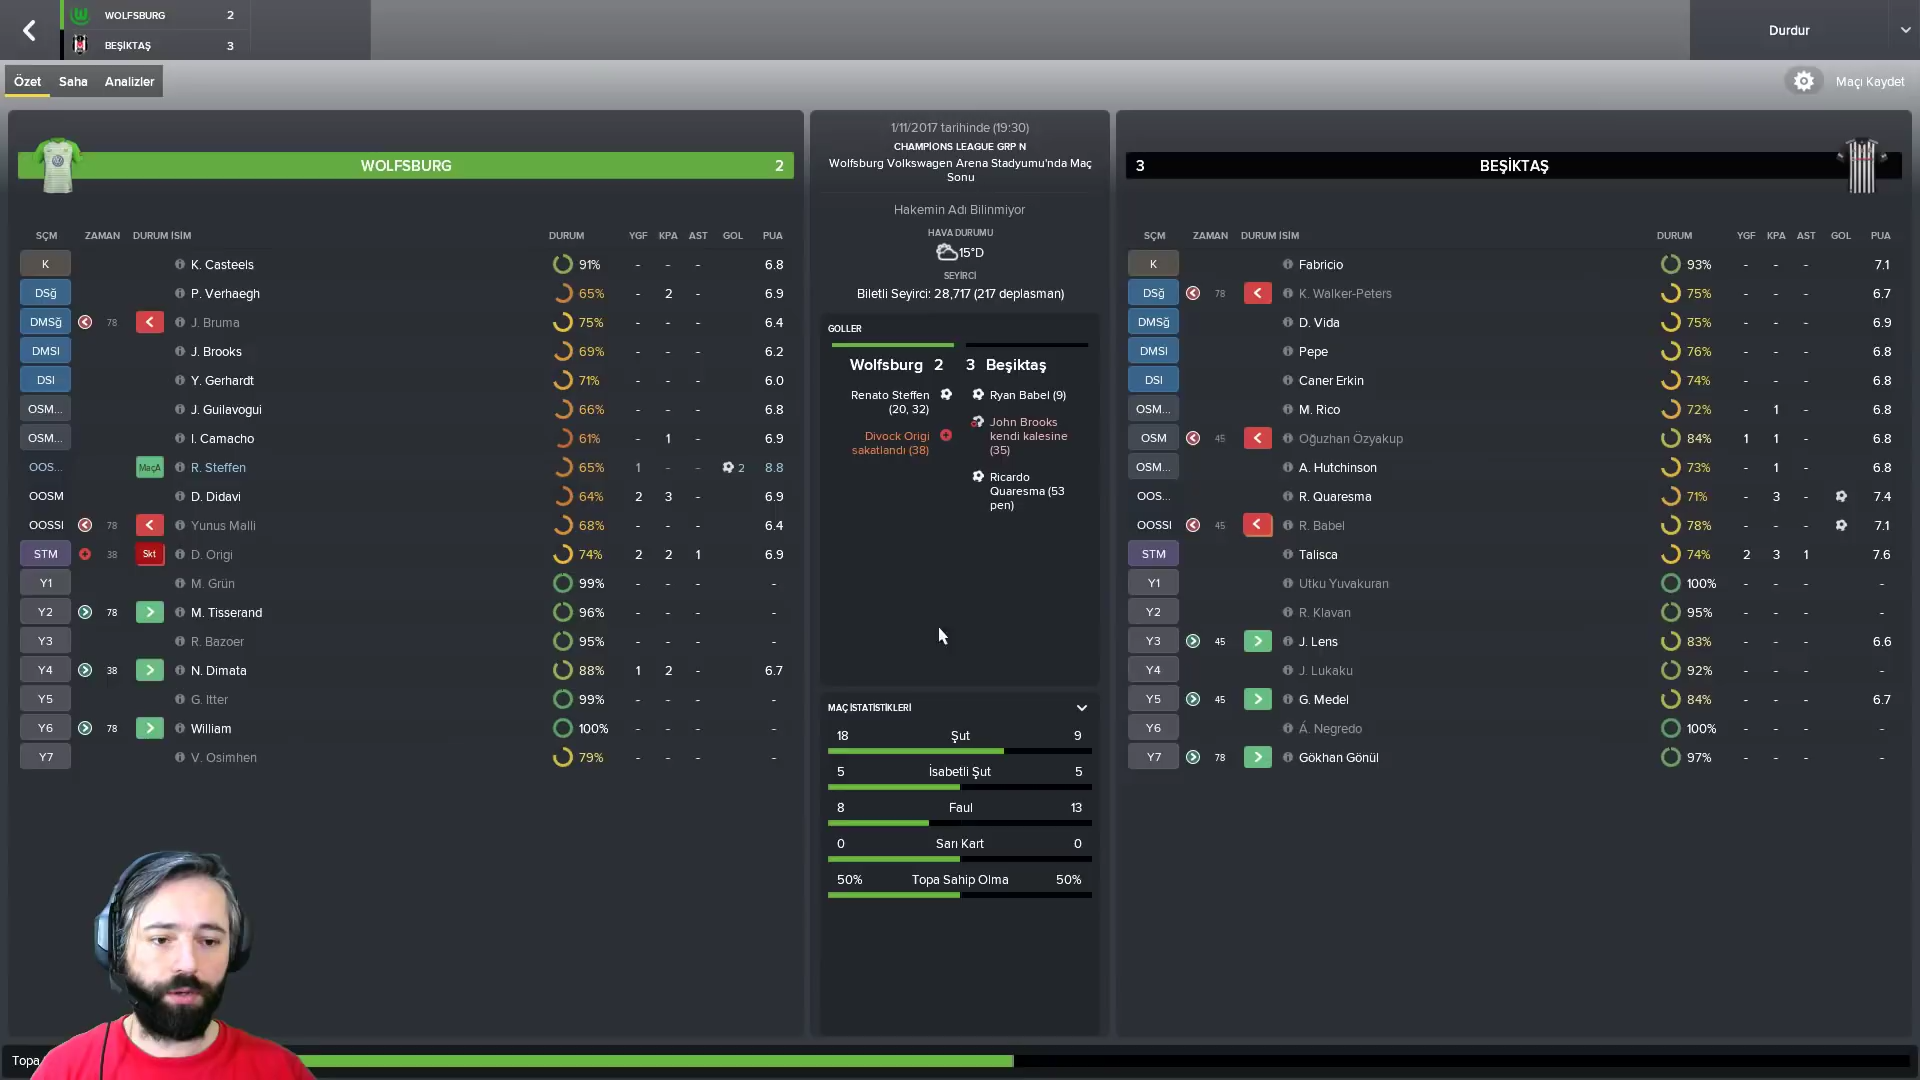 WOLFSBURG 2
BEŞİKTAŞ 3
Durdur
Özet Saha Analizler
Maçı Kaydet
WOLFSBURG 2
SÇM ZAMAN DURUM İSİM DURUM YGF KPA AST GOL PUA
K K. Casteels 91% - - - 6.8
DSğ P. Verhaegh 65% - 2 - 6.9
DMSğ 78 J. Bruma 75% - - - 6.4
DMSl J. Brooks 69% - - - 6.2
DSl Y. Gerhardt 71% - - - 6.0
OSM... J. Guilavogui 66% - - - 6.8
OSM... I. Camacho 61% - 1 - 6.9
OOS... MaçA R. Steffen 65% 1 - - 2 8.8
OOSM D. Didavi 64% 2 3 - 6.9
OOSSl 78 Yunus Malli 68% - - - 6.4
STM 38 Skt D. Origi 74% 2 2 1 6.9
Y1 M. Grün 99% - - - -
Y2 78 M. Tisserand 96% - - - -
Y3 R. Bazoer 95% - - - -
Y4 38 N. Dimata 88% 1 2 - 6.7
Y5 G. Itter 99% - - - -
Y6 78 William 100% - - - -
Y7 V. Osimhen 79% - - - -
1/11/2017 tarihinde (19:30)
CHAMPIONS LEAGUE GRP N
Wolfsburg Volkswagen Arena Stadyumu'nda Maç
Sonu
Hakemin Adı Bilinmiyor
HAVA DURUMU
15°D
SEYİRCİ
Biletli Seyirci: 28,717 (217 deplasman)
GOLLER
Wolfsburg 2 3 Beşiktaş
Renato Steffen
(20, 32)
Divock Origi
sakatlandı (38)
Ryan Babel (9)
John Brooks
kendi kalesine
(35)
Ricardo
Quaresma (53
pen)
MAÇ İSTATİSTİKLERİ
18 Şut 9
5 İsabetli Şut 5
8 Faul 13
0 Sarı Kart 0
50% Topa Sahip Olma 50%
3 BEŞİKTAŞ
SÇM ZAMAN DURUM İSİM DURUM YGF KPA AST GOL PUA
K Fabricio 93% - - - 7.1
DSğ 78 K. Walker-Peters 75% - - - 6.7
DMSğ D. Vida 75% - - - 6.9
DMSl Pepe 76% - - - 6.8
DSl Caner Erkin 74% - - - 6.8
OSM... M. Rico 72% - 1 - 6.8
OSM 45 Oğuzhan Özyakup 84% 1 1 - 6.8
OSM... A. Hutchinson 73% - 1 - 6.8
OOS... R. Quaresma 71% - 3 - 7.4
OOSSl 45 R. Babel 78% - - - 7.1
STM Talisca 74% 2 3 1 7.6
Y1 Utku Yuvakuran 100% - - - -
Y2 R. Klavan 95% - - - -
Y3 45 J. Lens 83% - - - 6.6
Y4 J. Lukaku 92% - - - -
Y5 45 G. Medel 84% - - - 6.7
Y6 Á. Negredo 100% - - - -
Y7 78 Gökhan Gönül 97% - - - -
Topa